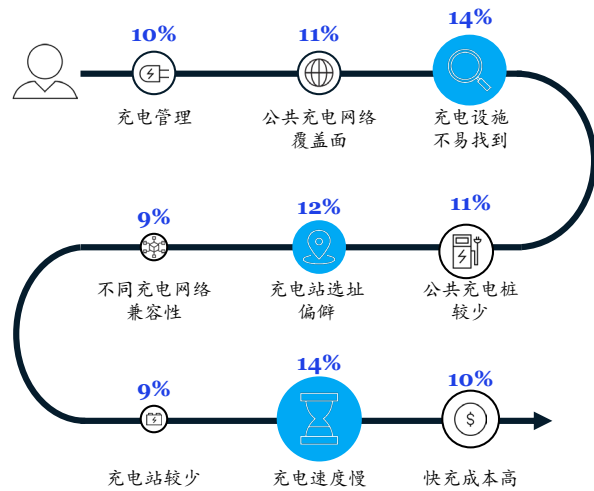 10%
11%
14%
充电管理
公共充电网络
覆盖面
充电设施
不易找到
9%
12%
11%
不同充电网络
兼容性
充电站选址
偏僻
公共充电桩
较少
9%
14%
10%
$
充电站较少
充电速度慢
快充成本高